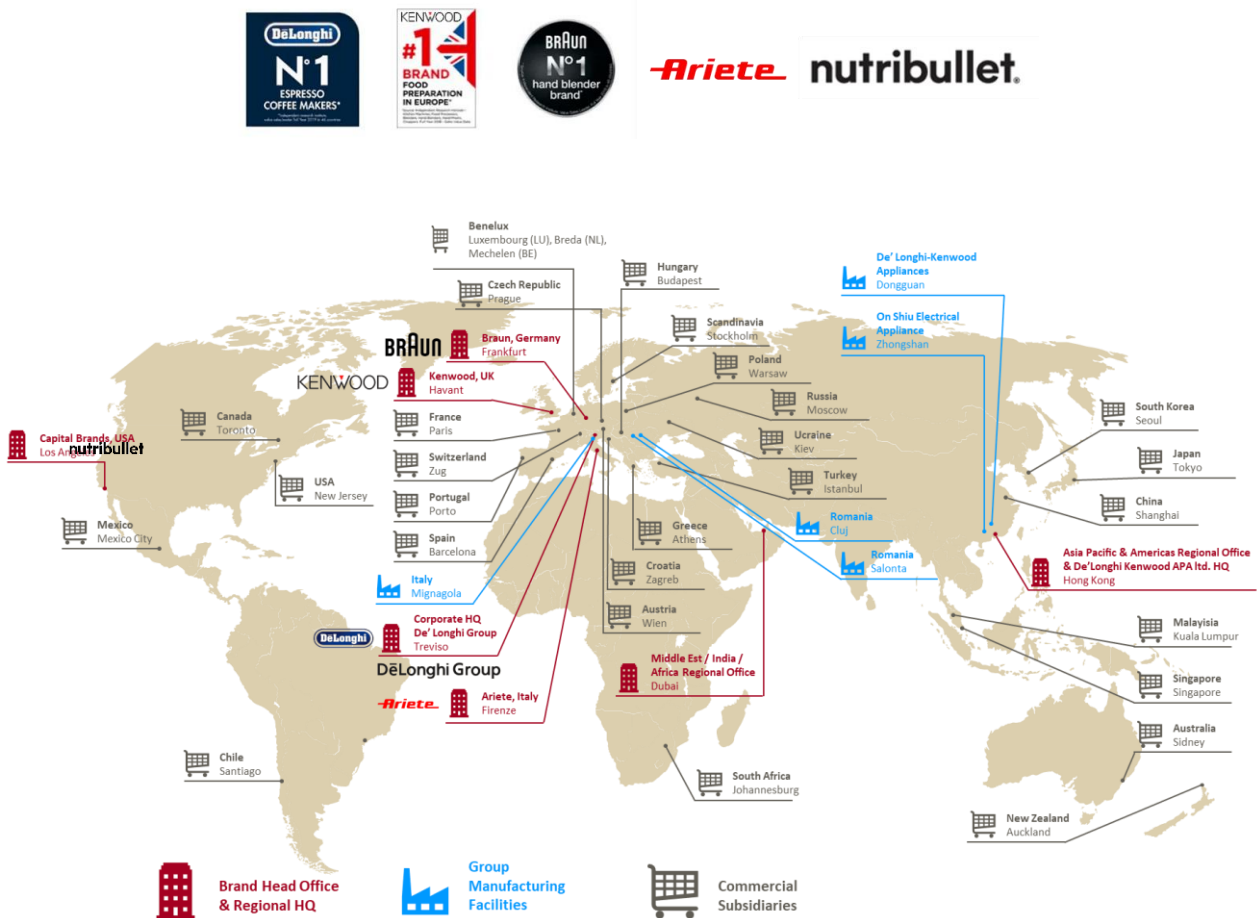 DēLonghi
N°1
ESPRESSO
COFFEE MAKERS*
KENWOOD
#1
BRAND
FOOD
PREPARATION
IN EUROPE*
BRAUN
N°1
hand blender
brand*
Ariete
nutribullet.
Benelux
Luxembourg (LU), Breda (NL),
Mechelen (BE)
Czech Republic
Prague
Hungary
Budapest
De' Longhi-Kenwood
Appliances
Dongguan
On Shiu Electrical
Appliance
Zhongshan
Scandinavia
Stockholm
BRAUN
Braun, Germany
Frankfurt
Poland
Warsaw
KENWOOD
Kenwood, UK
Havant
Russia
Moscow
Canada
Toronto
France
Paris
South Korea
Seoul
Capital Brands, USA
Los Angeles
nutribullet
Ucraine
Kiev
Switzerland
Zug
Japan
Tokyo
USA
New Jersey
Turkey
Istanbul
Portugal
Porto
China
Shanghai
Mexico
Mexico City
Spain
Barcelona
Greece
Athens
Romania
Cluj
Romania
Salonta
Asia Pacific & Americas Regional Office
& De'Longhi Kenwood APA ltd. HQ
Hong Kong
Croatia
Zagreb
Italy
Mignagola
Austria
Wien
Corporate HQ
De' Longhi Group
Treviso
DēLonghi
Malayisia
Kuala Lumpur
DēLonghi Group
Middle Est / India /
Africa Regional Office
Dubai
Singapore
Singapore
Ariete
Ariete, Italy
Firenze
Australia
Sidney
Chile
Santiago
South Africa
Johannesburg
New Zealand
Auckland
Brand Head Office
& Regional HQ
Group
Manufacturing
Facilities
Commercial
Subsidiaries